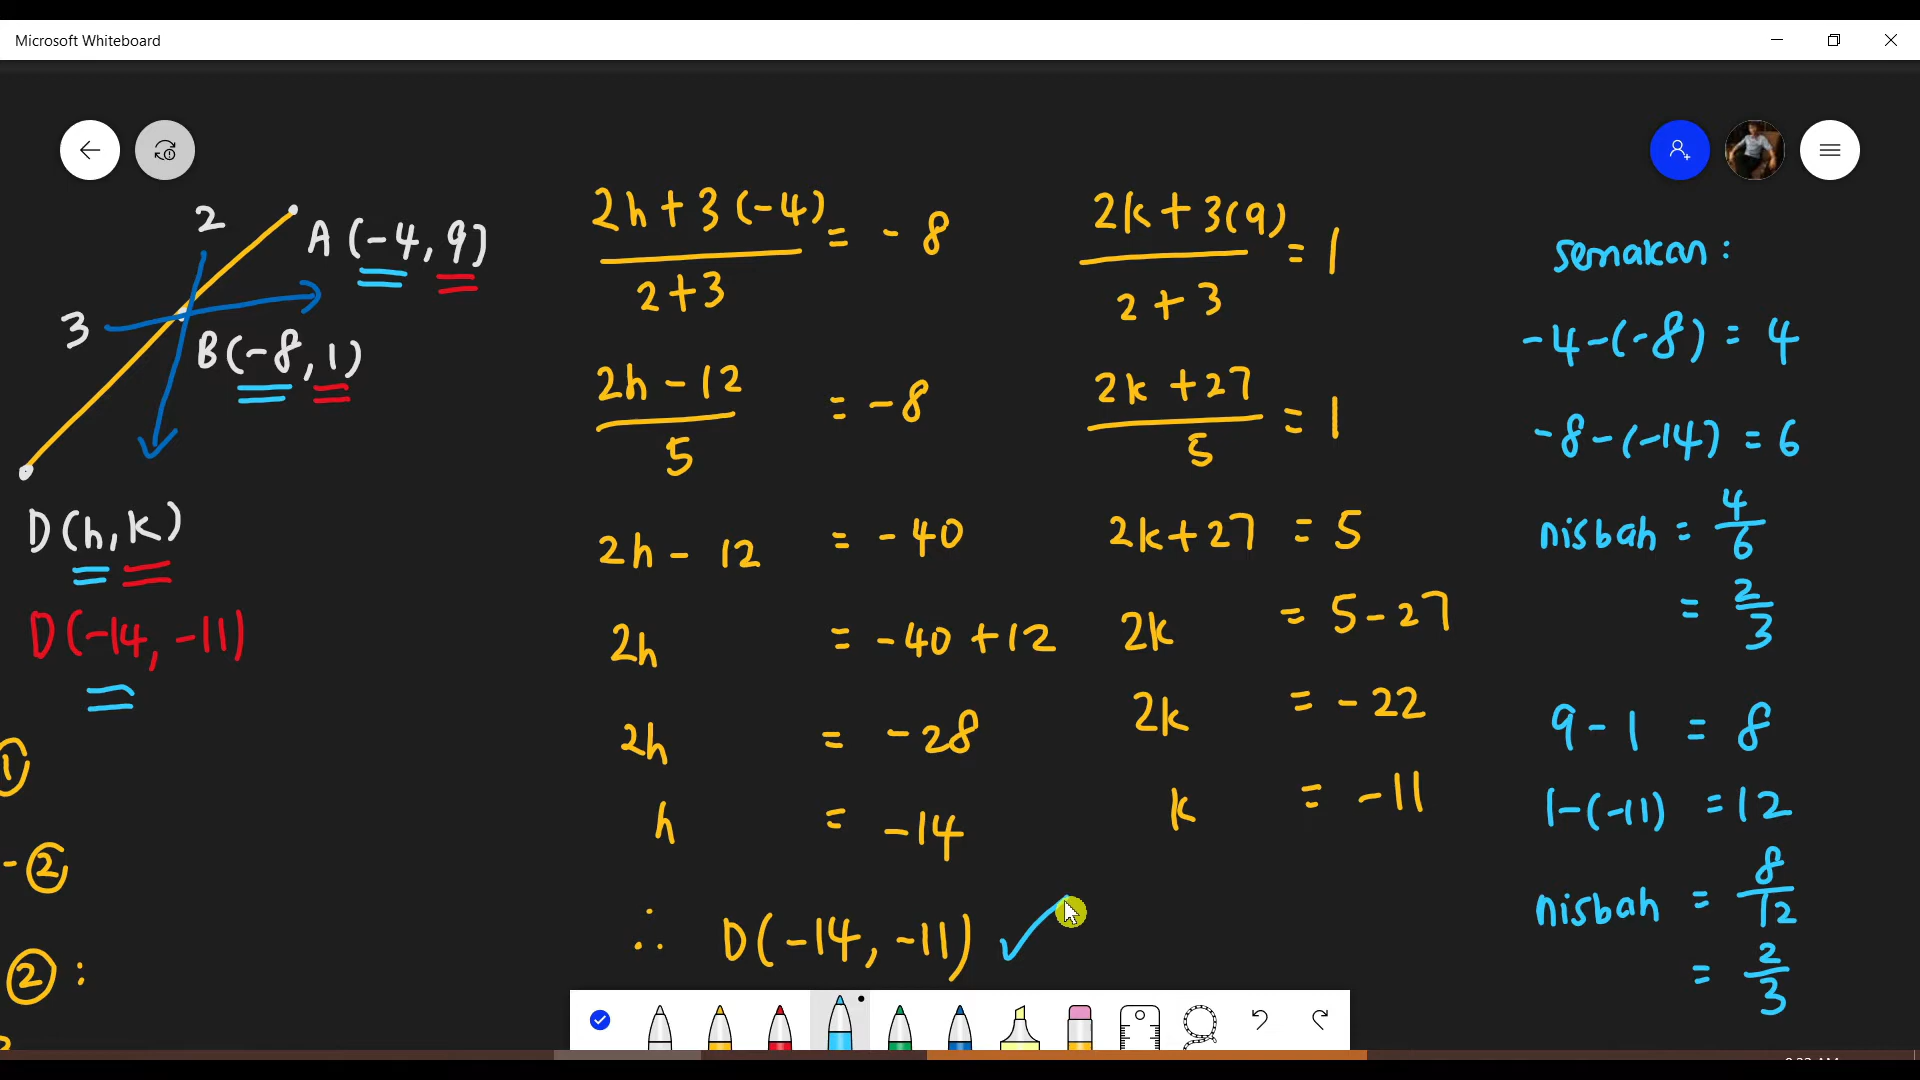 Microsoft Whiteboard
2
A (-4, 9)
3
B(-8, 1)
D(h, k)
D(-14, -11)
①
- ②
② :
(2h + 3(-4))/(2+3) = -8
(2h - 12)/5 = -8
2h - 12 = -40
2h = -40 + 12
2h = -28
h = -14
∴ D(-14, -11) ✓
(2k + 3(9))/(2+3) = 1
(2k + 27)/5 = 1
2k + 27 = 5
2k = 5 - 27
2k = -22
k = -11
semakan :
-4 - (-8) = 4
-8 - (-14) = 6
nisbah = 4/6
= 2/3
9 - 1 = 8
1 - (-11) = 12
nisbah = 8/12
= 2/3